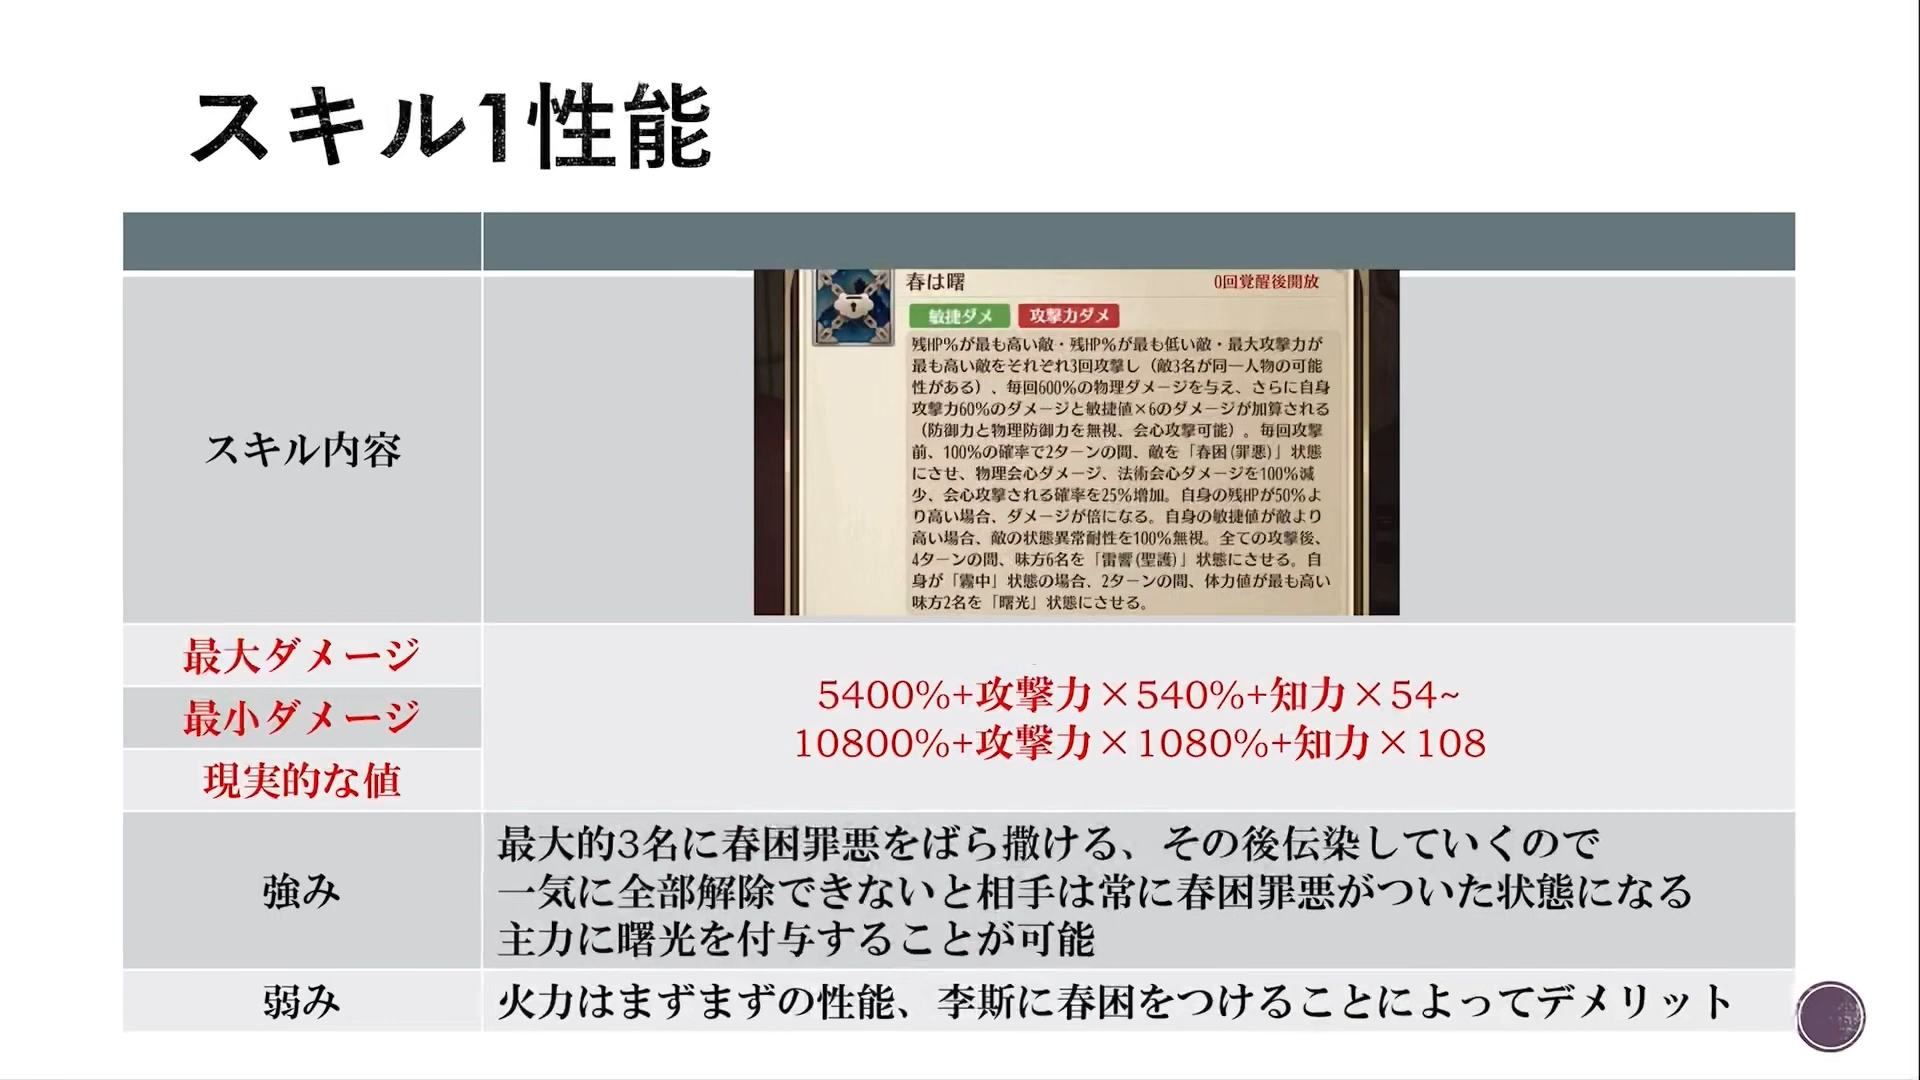 スキル1性能
スキル内容
春は曙
0回覚醒後開放
敏捷ダメ
攻撃力ダメ
残HP%が最も高い敵・残HP%が最も低い敵・最大攻撃力が
最も高い敵をそれぞれ3回攻撃し（敵3名が同一人物の可能
性がある）、毎回600%の物理ダメージを与え、さらに自身
攻撃力60%のダメージと敏捷値×6のダメージが加算される
（防御力と物理防御力を無視、会心攻撃可能）。毎回攻撃
前、100%の確率で2ターンの間、敵を「春困(罪悪)」状態
にさせ、物理会心ダメージ、法術会心ダメージを100%減
少、会心攻撃される確率を25%増加。自身の残HPが50%よ
り高い場合、ダメージが倍になる。自身の敏捷値が敵より
高い場合、敵の状態異常耐性を100%無視。全ての攻撃後、
4ターンの間、味方6名を「雷響(聖護)」状態にさせる。自
身が「霧中」状態の場合、2ターンの間、体力値が最も高い
味方2名を「曙光」状態にさせる。
最大ダメージ
最小ダメージ
現実的な値
5400%+攻撃力×540%+知力×54~
10800%+攻撃力×1080%+知力×108
強み
最大的3名に春困罪悪をばら撒ける、その後伝染していくので
一気に全部解除できないと相手は常に春困罪悪がついた状態になる
主力に曙光を付与することが可能
弱み
火力はまずまずの性能、李斯に春困をつけることによってデメリット